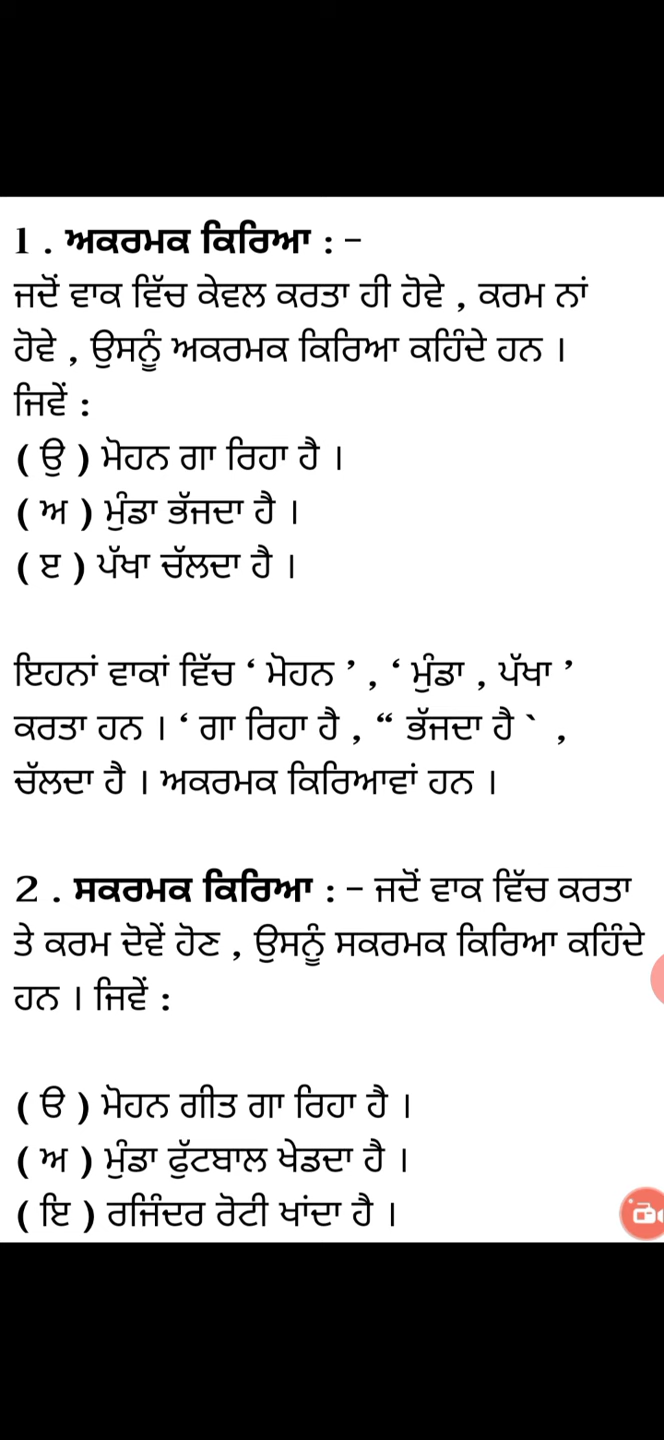 1 . ਅਕਰਮਕ ਕਿਰਿਆ : –
ਜਦੋਂ ਵਾਕ ਵਿੱਚ ਕੇਵਲ ਕਰਤਾ ਹੀ ਹੋਵੇ , ਕਰਮ ਨਾਂ
ਹੋਵੇ , ਉਸਨੂੰ ਅਕਰਮਕ ਕਿਰਿਆ ਕਹਿੰਦੇ ਹਨ ।
ਜਿਵੇਂ :
( ਉ ) ਮੋਹਨ ਗਾ ਰਿਹਾ ਹੈ ।
( ਅ ) ਮੁੰਡਾ ਭੱਜਦਾ ਹੈ ।
( ੲ ) ਪੱਖਾ ਚੱਲਦਾ ਹੈ ।
ਇਹਨਾਂ ਵਾਕਾਂ ਵਿੱਚ ‘ ਮੋਹਨ ’ , ‘ ਮੁੰਡਾ , ਪੱਖਾ ’
ਕਰਤਾ ਹਨ । ‘ ਗਾ ਰਿਹਾ ਹੈ , “ ਭੱਜਦਾ ਹੈ ` ,
ਚੱਲਦਾ ਹੈ । ਅਕਰਮਕ ਕਿਰਿਆਵਾਂ ਹਨ ।
2 . ਸਕਰਮਕ ਕਿਰਿਆ : – ਜਦੋਂ ਵਾਕ ਵਿੱਚ ਕਰਤਾ
ਤੇ ਕਰਮ ਦੋਵੇਂ ਹੋਣ , ਉਸਨੂੰ ਸਕਰਮਕ ਕਿਰਿਆ ਕਹਿੰਦੇ
ਹਨ । ਜਿਵੇਂ :
( ੳ ) ਮੋਹਨ ਗੀਤ ਗਾ ਰਿਹਾ ਹੈ ।
( ਅ ) ਮੁੰਡਾ ਫੁੱਟਬਾਲ ਖੇਡਦਾ ਹੈ ।
( ਇ ) ਰਜਿੰਦਰ ਰੋਟੀ ਖਾਂਦਾ ਹੈ ।